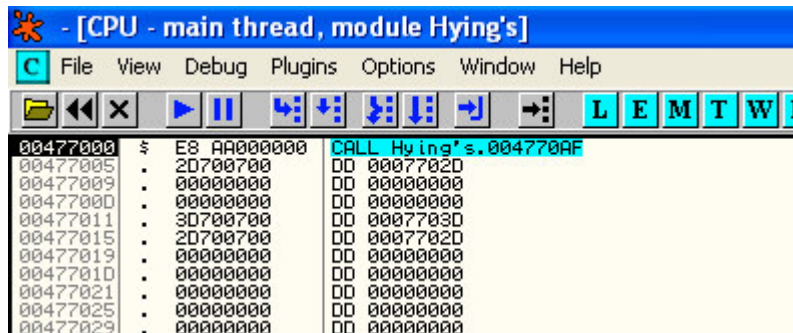 - [CPU - main thread, module Hying's]
C File View Debug Plugins Options Window Help
L E M T W
00477000 $ E8 AA000000 CALL Hying's.004770AF
00477005 . 2D700700 DD 0007702D
00477009 . 00000000 DD 00000000
0047700D . 00000000 DD 00000000
00477011 . 3D700700 DD 0007703D
00477015 . 2D700700 DD 0007702D
00477019 . 00000000 DD 00000000
0047701D . 00000000 DD 00000000
00477021 . 00000000 DD 00000000
00477025 . 00000000 DD 00000000
00477029 . 00000000 DD 00000000